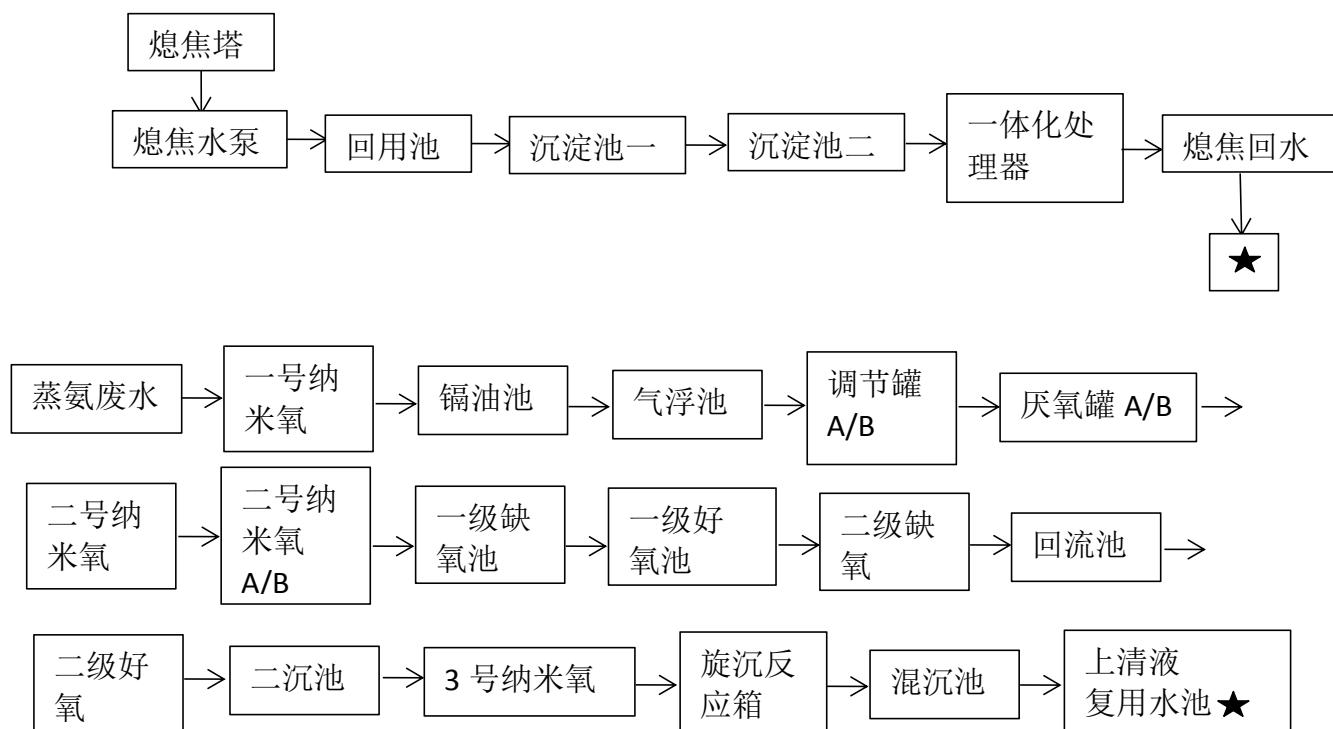 熄焦塔
熄焦水泵
回用池
沉淀池一
沉淀池二
一体化处
理器
熄焦回水
★
蒸氨废水
一号纳
米氧
镉油池
气浮池
调节罐
A/B
厌氧罐 A/B
二号纳
米氧
二号纳
米氧
A/B
一级缺
氧池
一级好
氧池
二级缺
氧
回流池
二级好
氧
二沉池
3 号纳米氧
旋沉反
应箱
混沉池
上清液
复用水池★